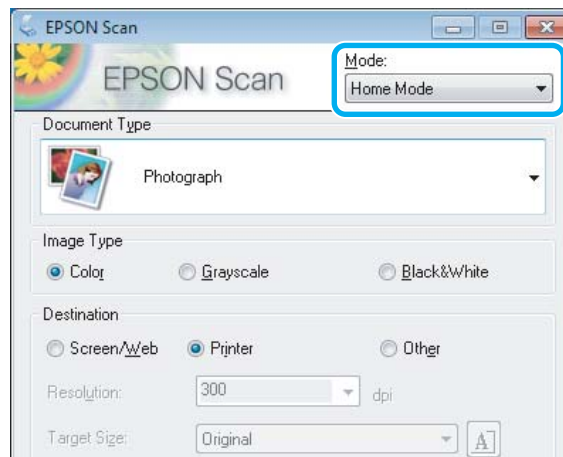 EPSON Scan
EPSON Scan
Mode:
Home Mode
Document Type
Photograph
Image Type
Color Grayscale Black&White
Destination
Screen/Web Printer Other
Resolution: 300 dpi
Target Size: Original A